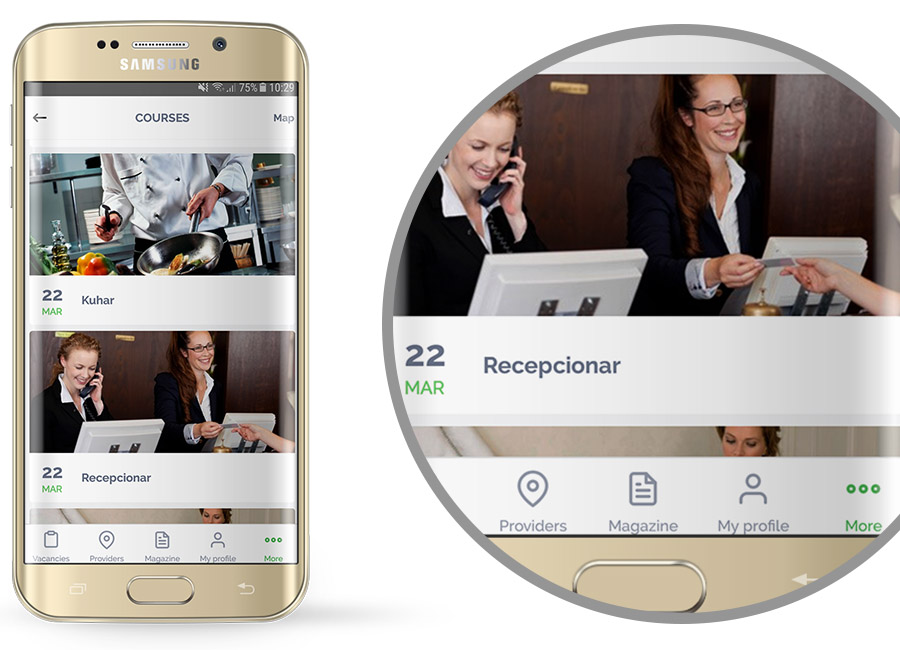 SAMSUNG
75% 10:29
COURSES
Map
22
MAR
Kuhar
22
MAR
Recepcionar
Vacancies
Providers
Magazine
My profile
More
22
MAR
Recepcionar
Providers
Magazine
My profile
More